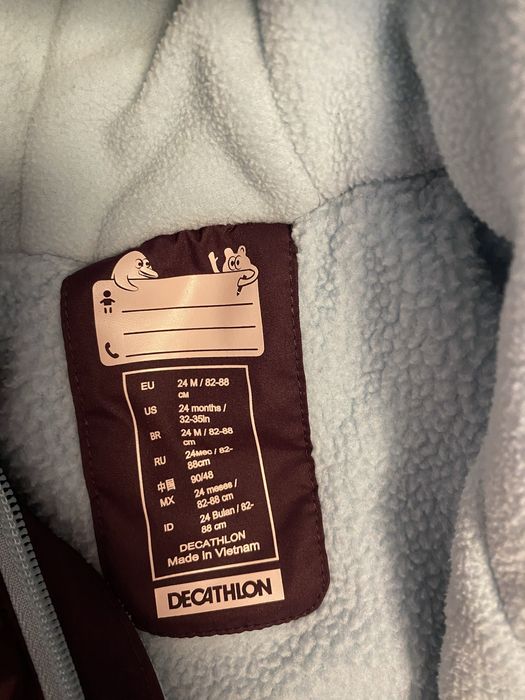 EU 24 M / 82-88
CM
US 24 months /
32-35in
BR 24 M / 82-88
cm
RU 24мес / 82-
88cm
中国 90/48
MX 24 meses /
82-88 cm
ID 24 Bulan / 82-
88 cm
DECATHLON
Made in Vietnam
DECATHLON